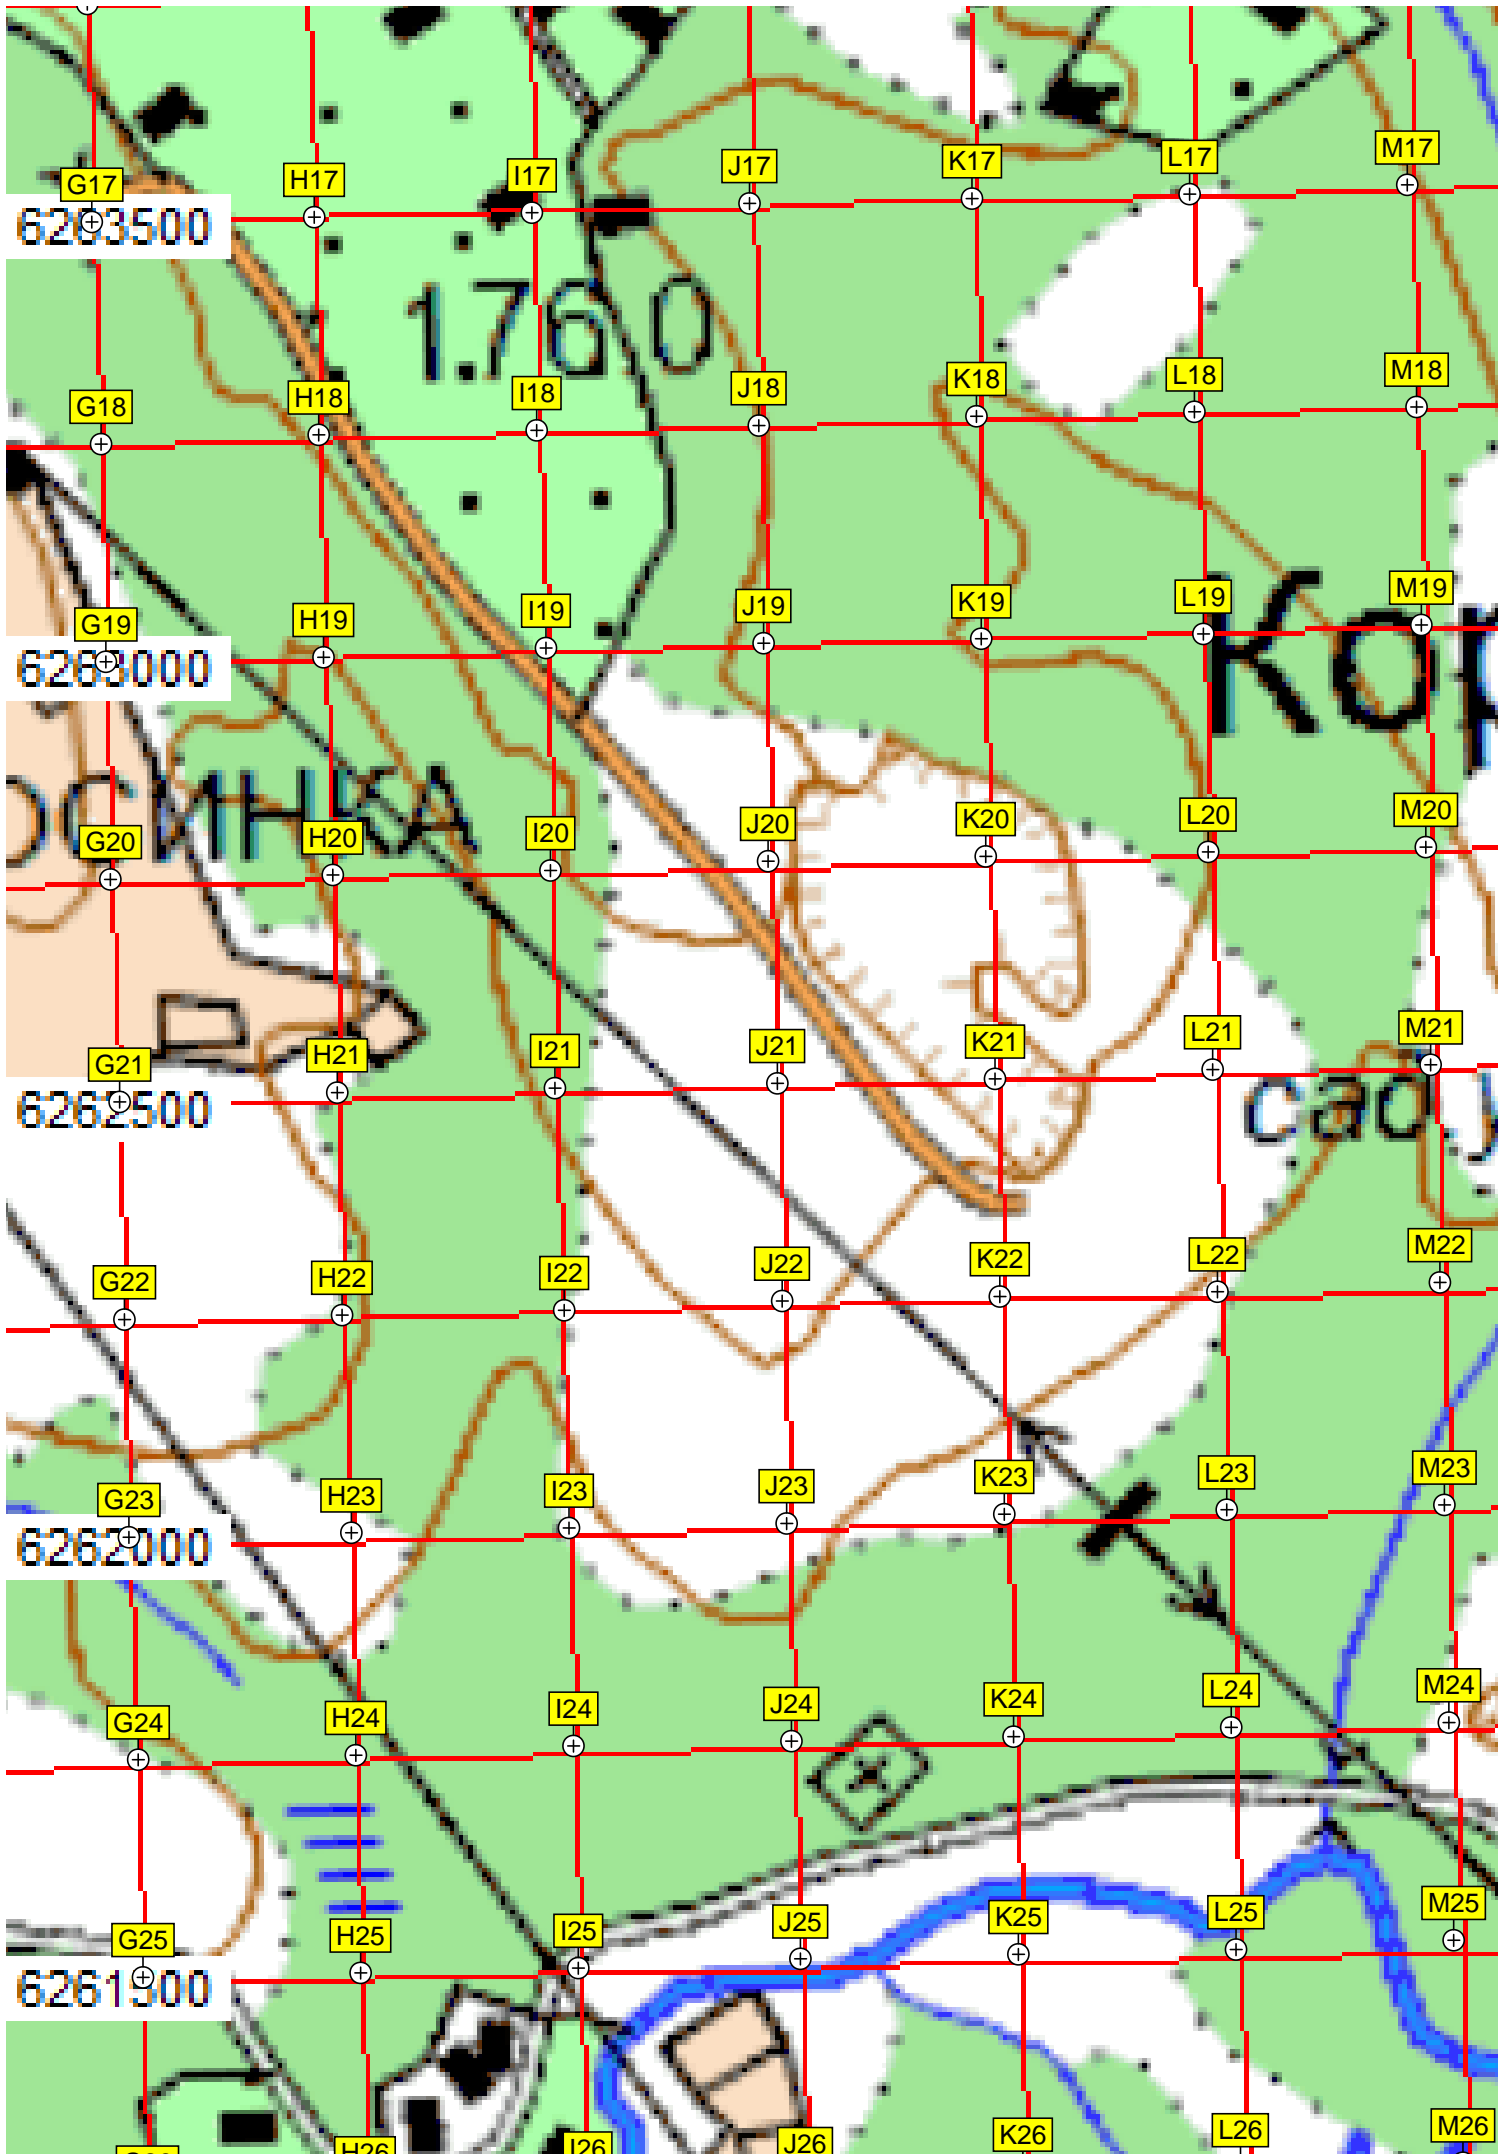 G17 H17 I17 J17 K17 L17 M17
6263500
1.76.0
G18 H18 I18 J18 K18 L18 M18
G19 H19 I19 J19 K19 L19 M19
6263000
Кор
ОСИНКА
G20 H20 I20 J20 K20 L20 M20
G21 H21 I21 J21 K21 L21 M21
6262500
сад.у
G22 H22 I22 J22 K22 L22 M22
G23 H23 I23 J23 K23 L23 M23
6262000
G24 H24 I24 J24 K24 L24 M24
G25 H25 I25 J25 K25 L25 M25
6261500
H26 I26 J26 K26 L26 M26